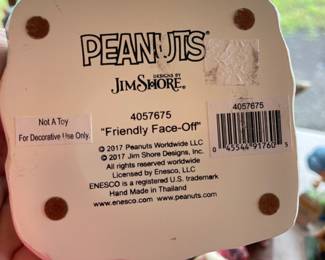 PEANUTS®
DESIGNS BY
JIM SHORE®
Not A Toy
For Decorative Use Only.
4057675
"Friendly Face-Off"
4057675
0 45544 91760 5
© 2017 Peanuts Worldwide LLC
© 2017 Jim Shore Designs, Inc.
All rights reserved worldwide
Licensed by Enesco, LLC
ENESCO is a registered U.S. trademark
Hand Made in Thailand
www.enesco.com www.peanuts.com